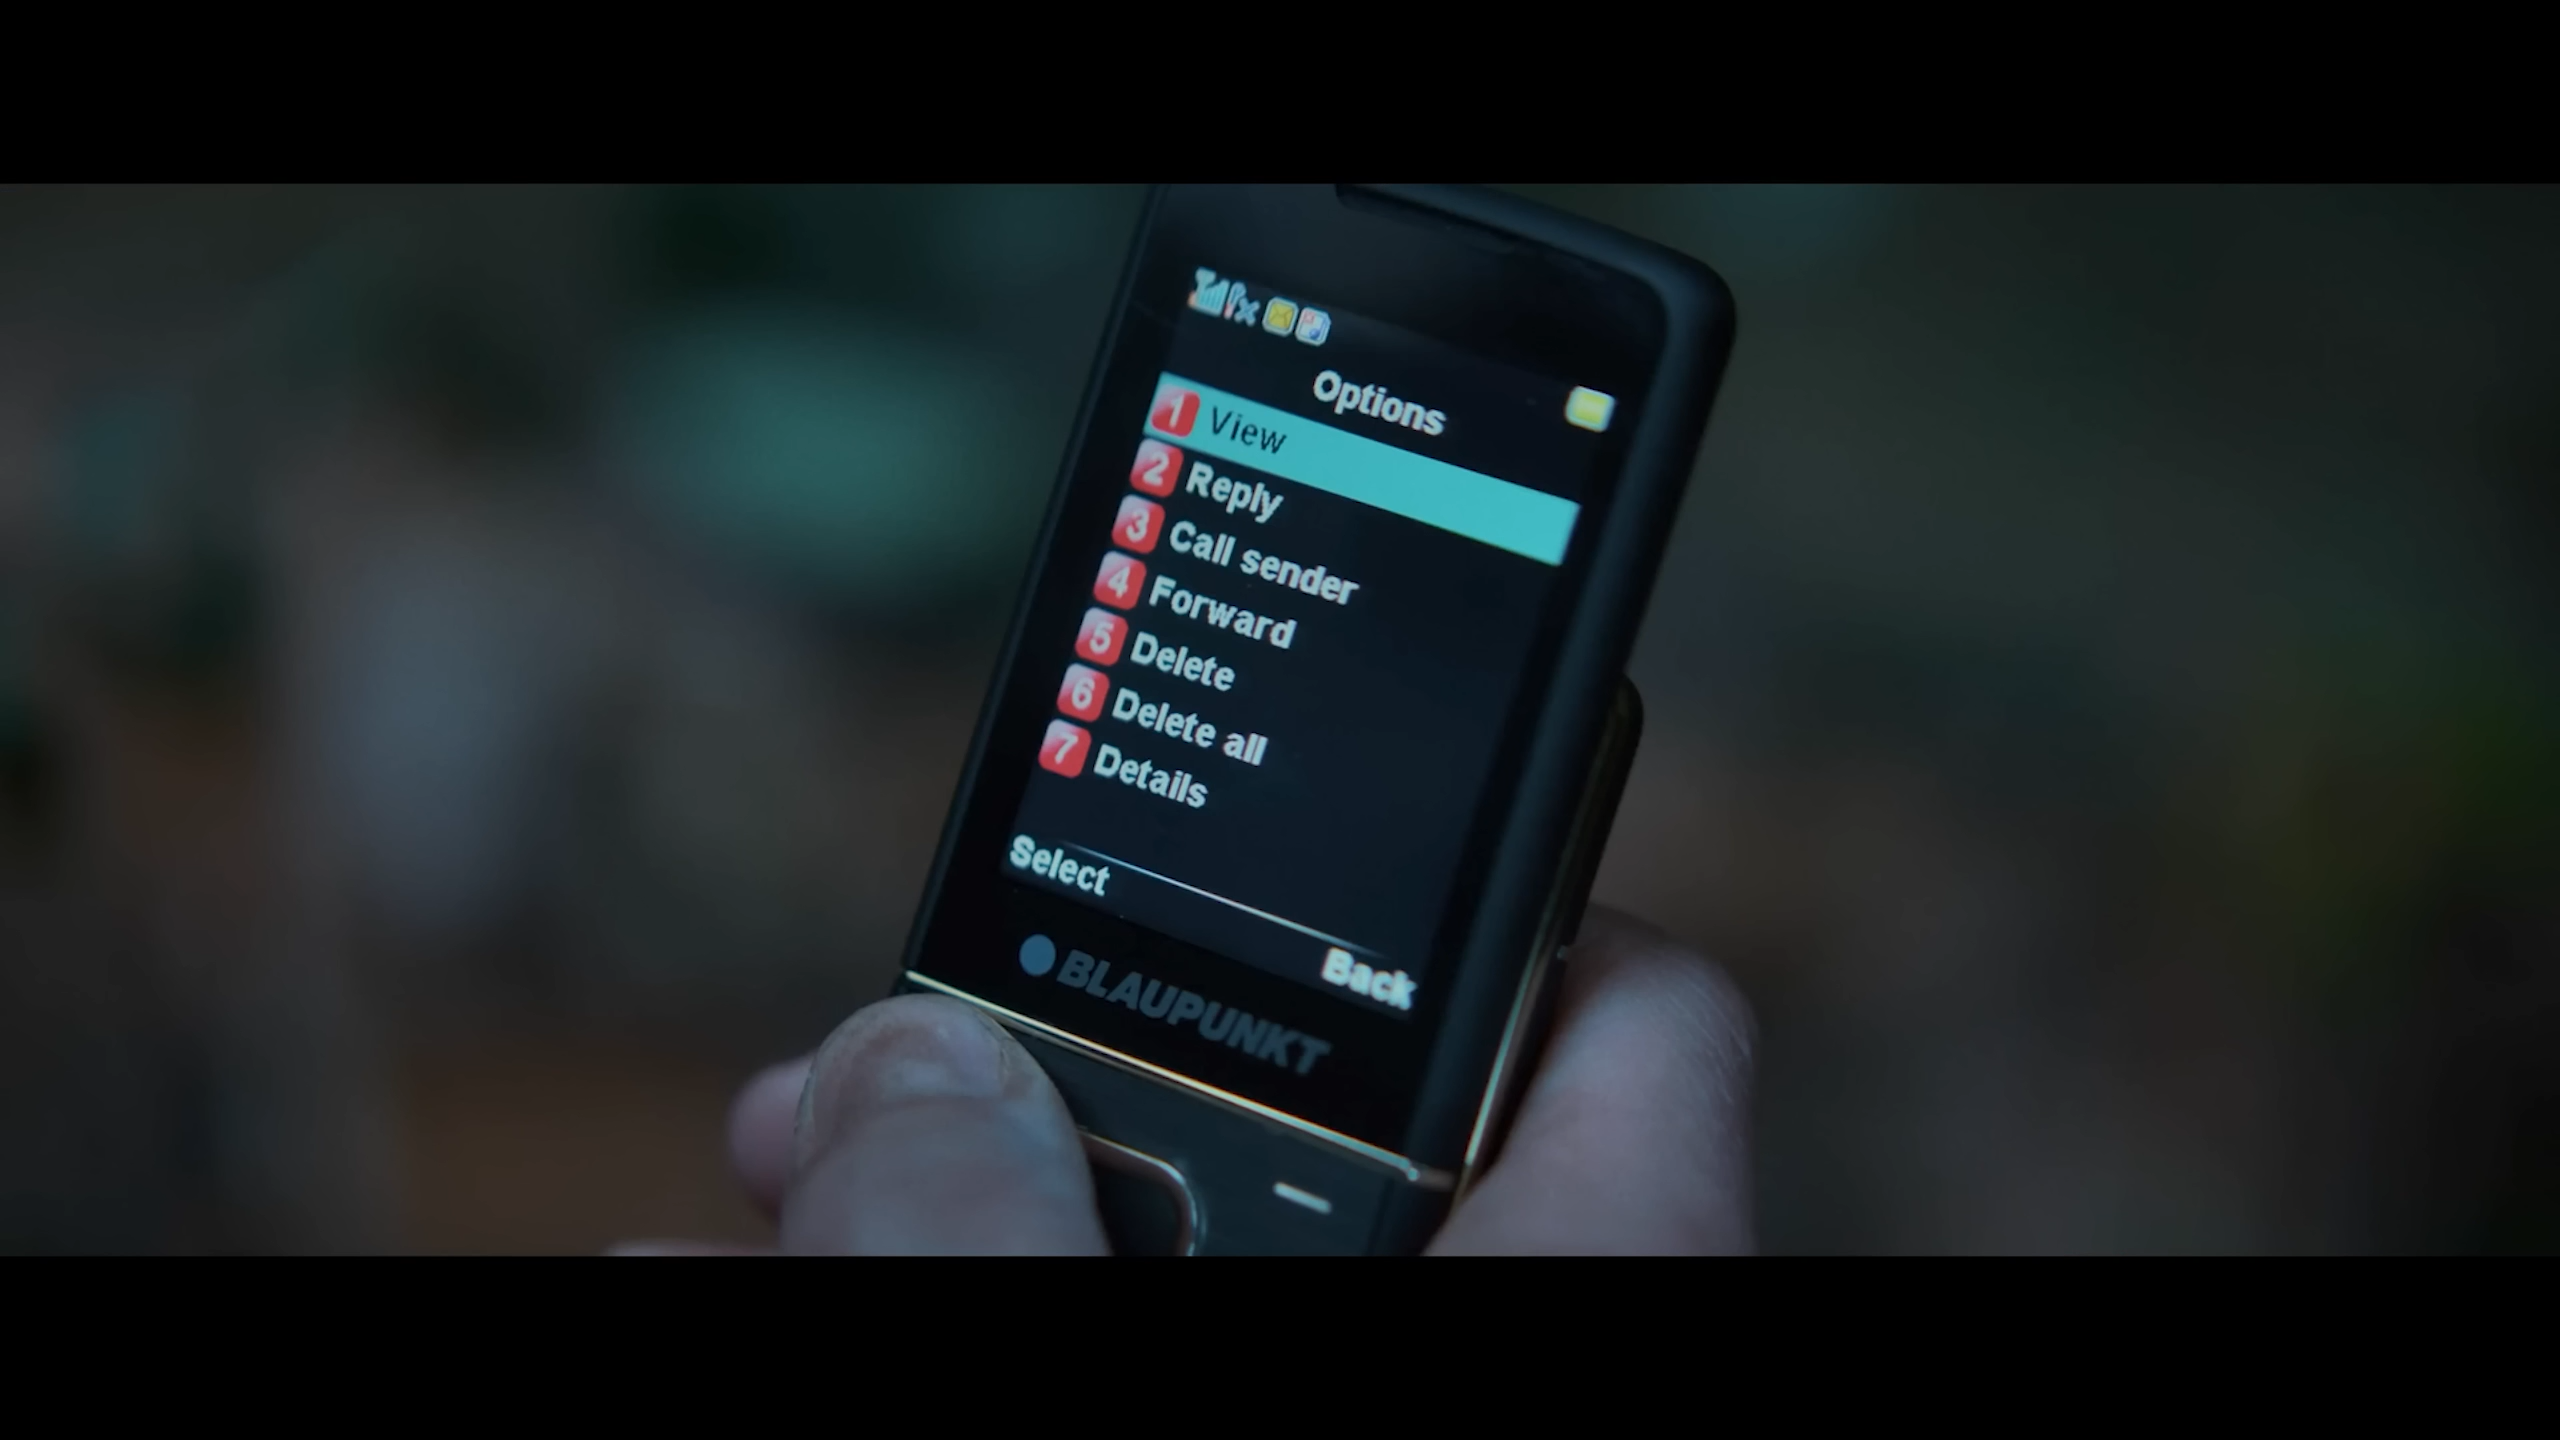 Options
1 View
2 Reply
3 Call sender
4 Forward
5 Delete
6 Delete all
7 Details
Select
Back
BLAUPUNKT